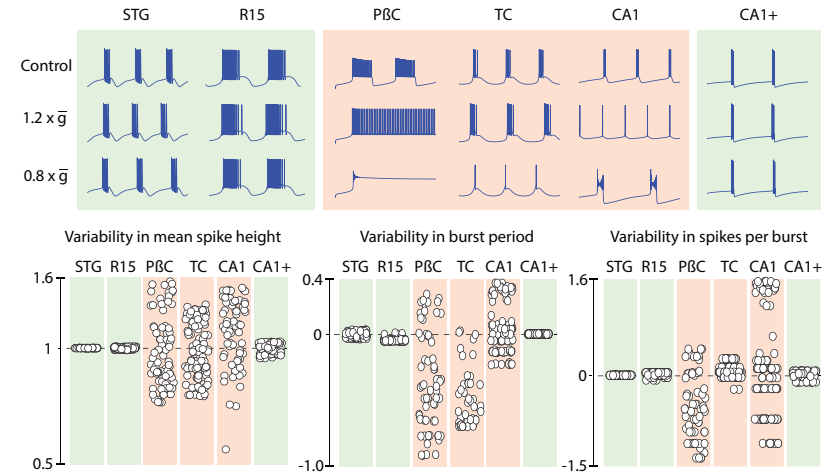 STG R15 PßC TC CA1 CA1+
Control
1.2 x g̅
0.8 x g̅
Variability in mean spike height
STG R15 PßC TC CA1 CA1+
1.6
1
0.5
Variability in burst period
STG R15 PßC TC CA1 CA1+
0.4
0
-1.0
Variability in spikes per burst
STG R15 PßC TC CA1 CA1+
1.6
0
-1.5